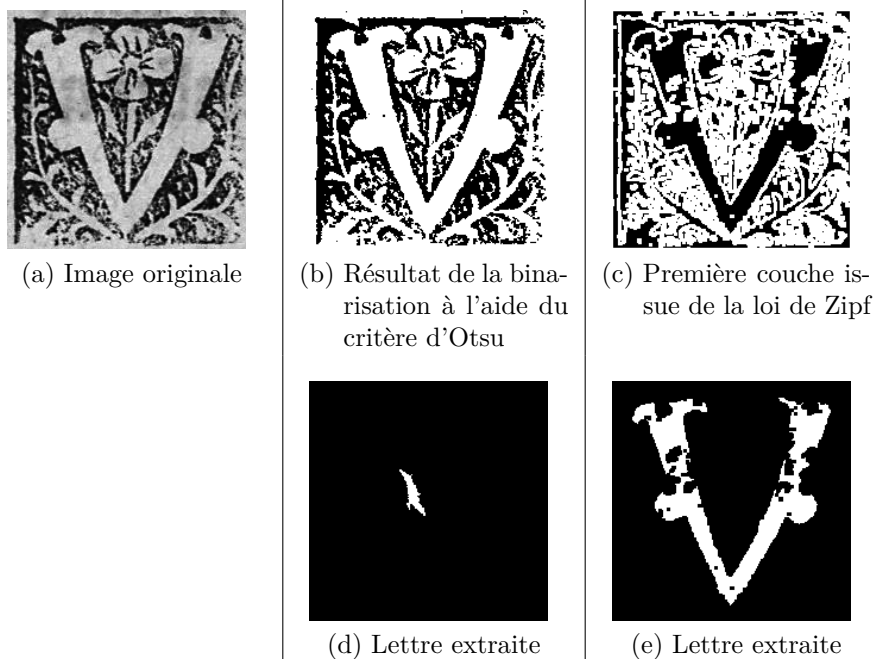 (a) Image originale
(b) Résultat de la bina-
risation à l'aide du
critère d'Otsu
(c) Première couche is-
sue de la loi de Zipf
(d) Lettre extraite
(e) Lettre extraite